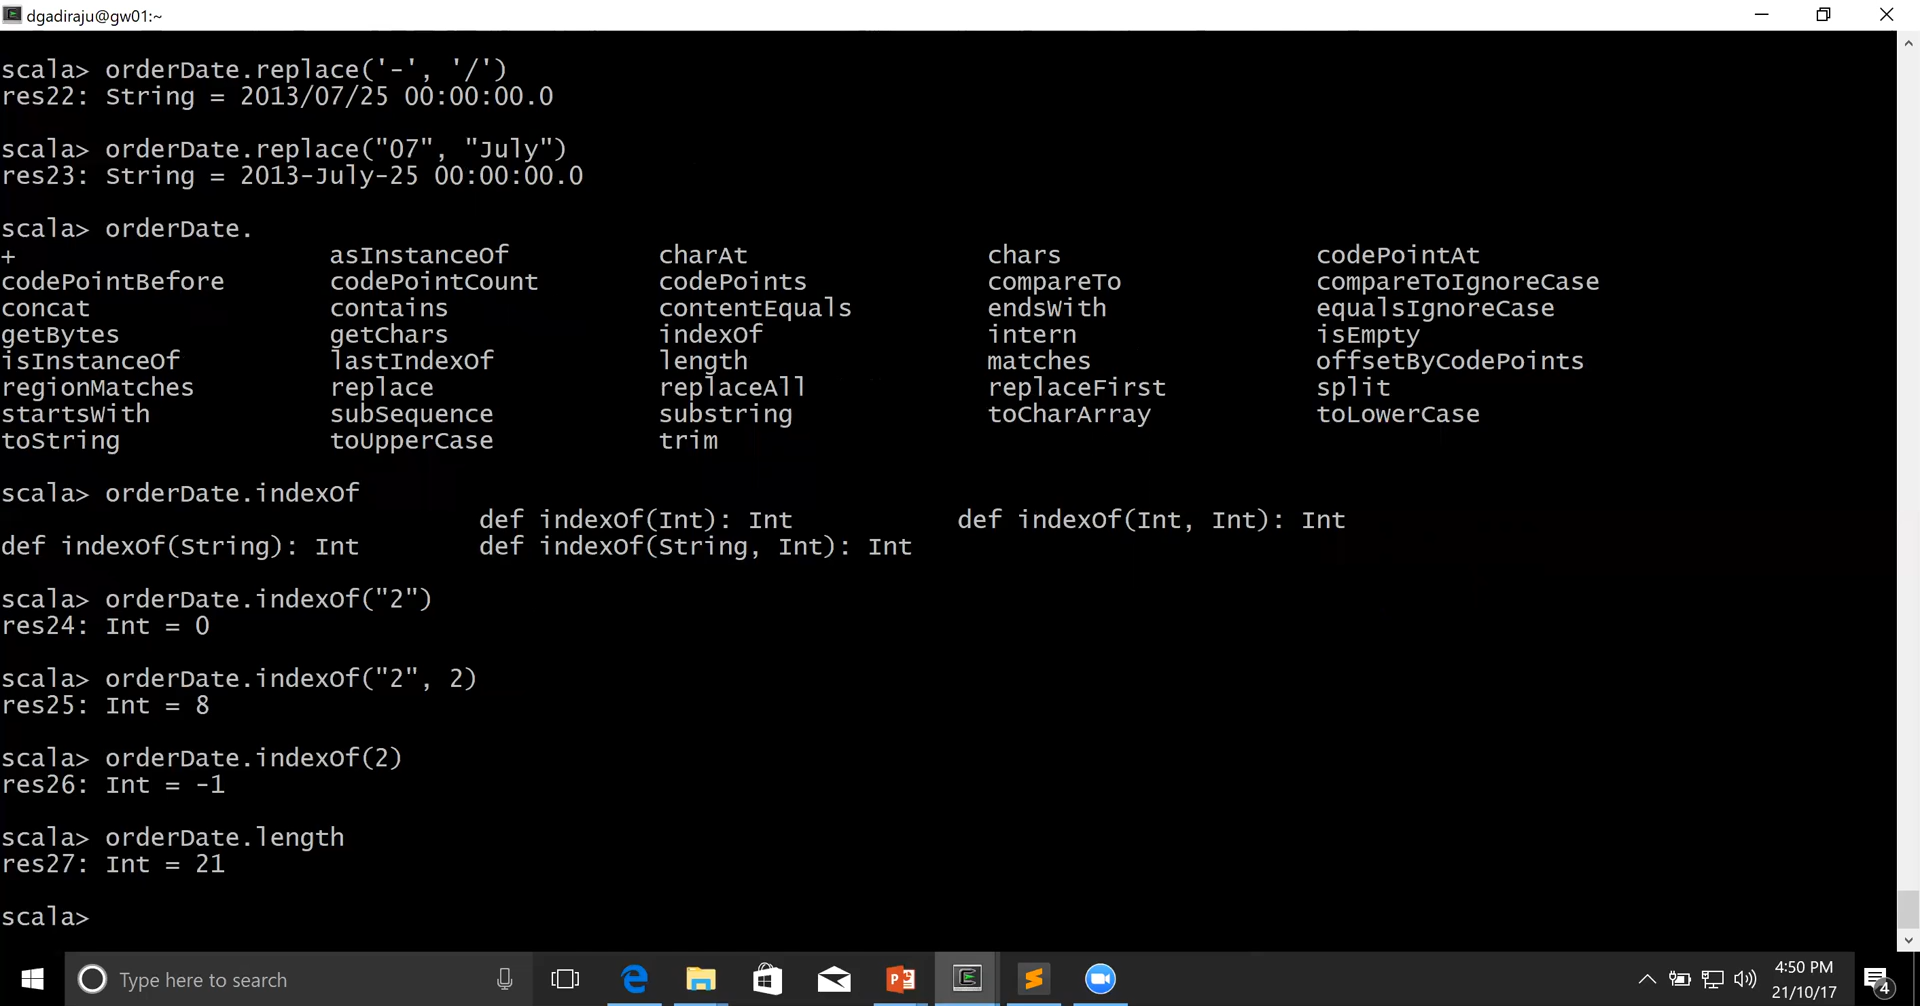 dgadiraju@gw01:~
scala> orderDate.replace('-', '/')
res22: String = 2013/07/25 00:00:00.0
scala> orderDate.replace("07", "July")
res23: String = 2013-July-25 00:00:00.0
scala> orderDate.
+ asInstanceOf charAt chars codePointAt
codePointBefore codePointCount codePoints compareTo compareToIgnoreCase
concat contains contentEquals endsWith equalsIgnoreCase
getBytes getChars indexOf intern isEmpty
isInstanceOf lastIndexOf length matches offsetByCodePoints
regionMatches replace replaceAll replaceFirst split
startsWith subSequence substring toCharArray toLowerCase
toString toUpperCase trim
scala> orderDate.indexOf
def indexOf(Int): Int def indexOf(Int, Int): Int
def indexOf(String): Int def indexOf(String, Int): Int
scala> orderDate.indexOf("2")
res24: Int = 0
scala> orderDate.indexOf("2", 2)
res25: Int = 8
scala> orderDate.indexOf(2)
res26: Int = -1
scala> orderDate.length
res27: Int = 21
scala>
Type here to search
4:50 PM
21/10/17
4